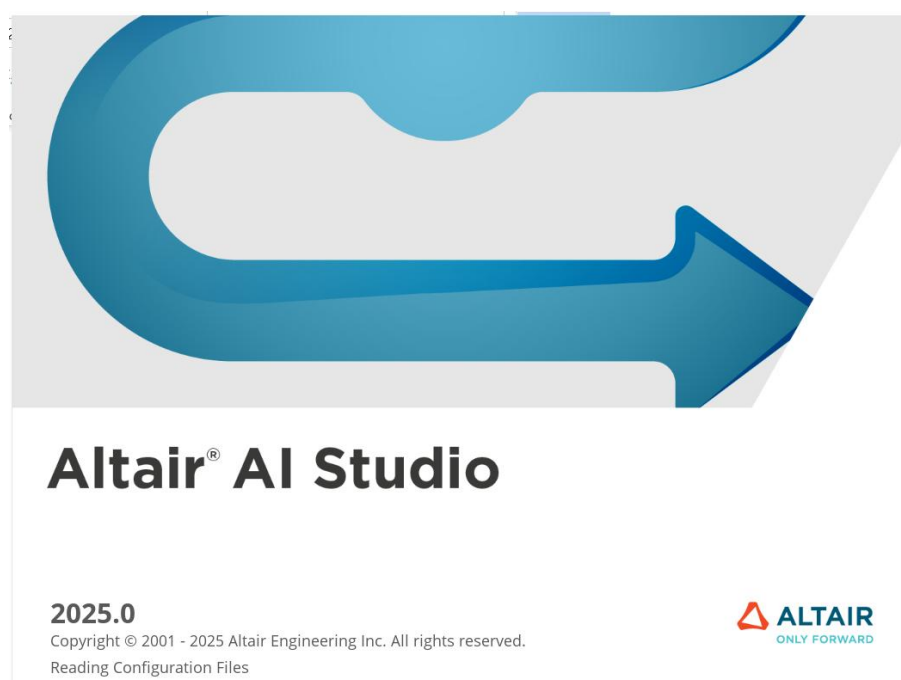 Altair® AI Studio
2025.0
Copyright © 2001 - 2025 Altair Engineering Inc. All rights reserved.
Reading Configuration Files
ALTAIR
ONLY FORWARD